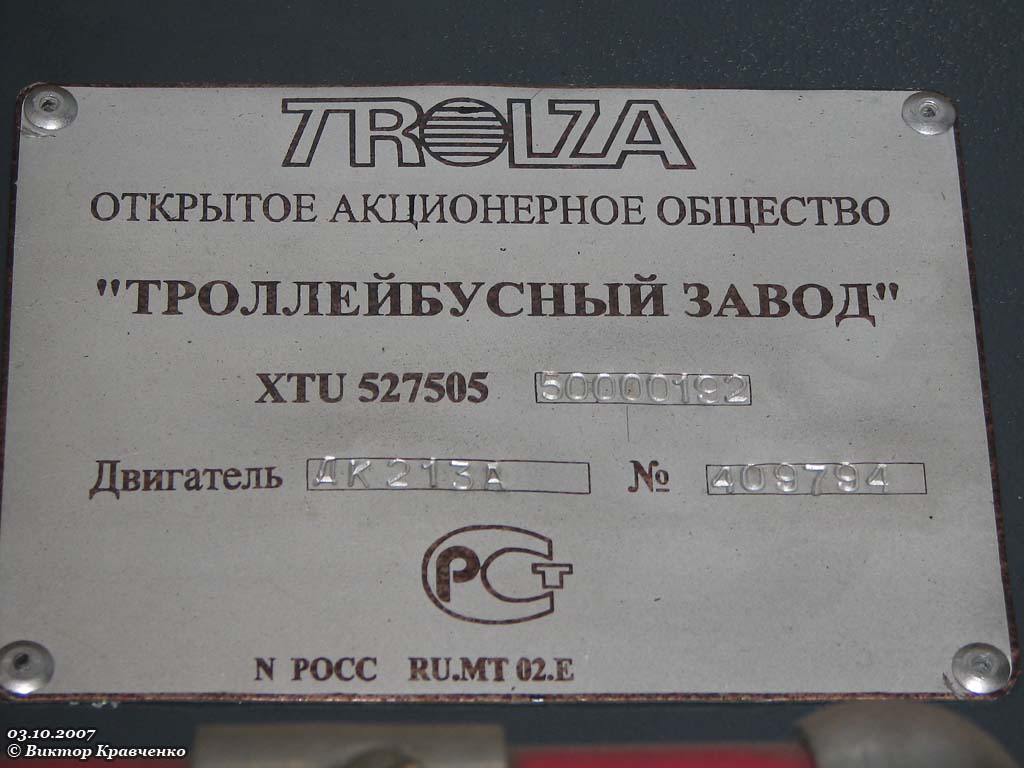 TROLZA
ОТКРЫТОЕ АКЦИОНЕРНОЕ ОБЩЕСТВО
"ТРОЛЛЕЙБУСНЫЙ ЗАВОД"
XTU 527505 50000192
Двигатель ДК213А № 409794
РСТ
N РОСС RU.MT 02.E
03.10.2007
© Виктор Кравченко